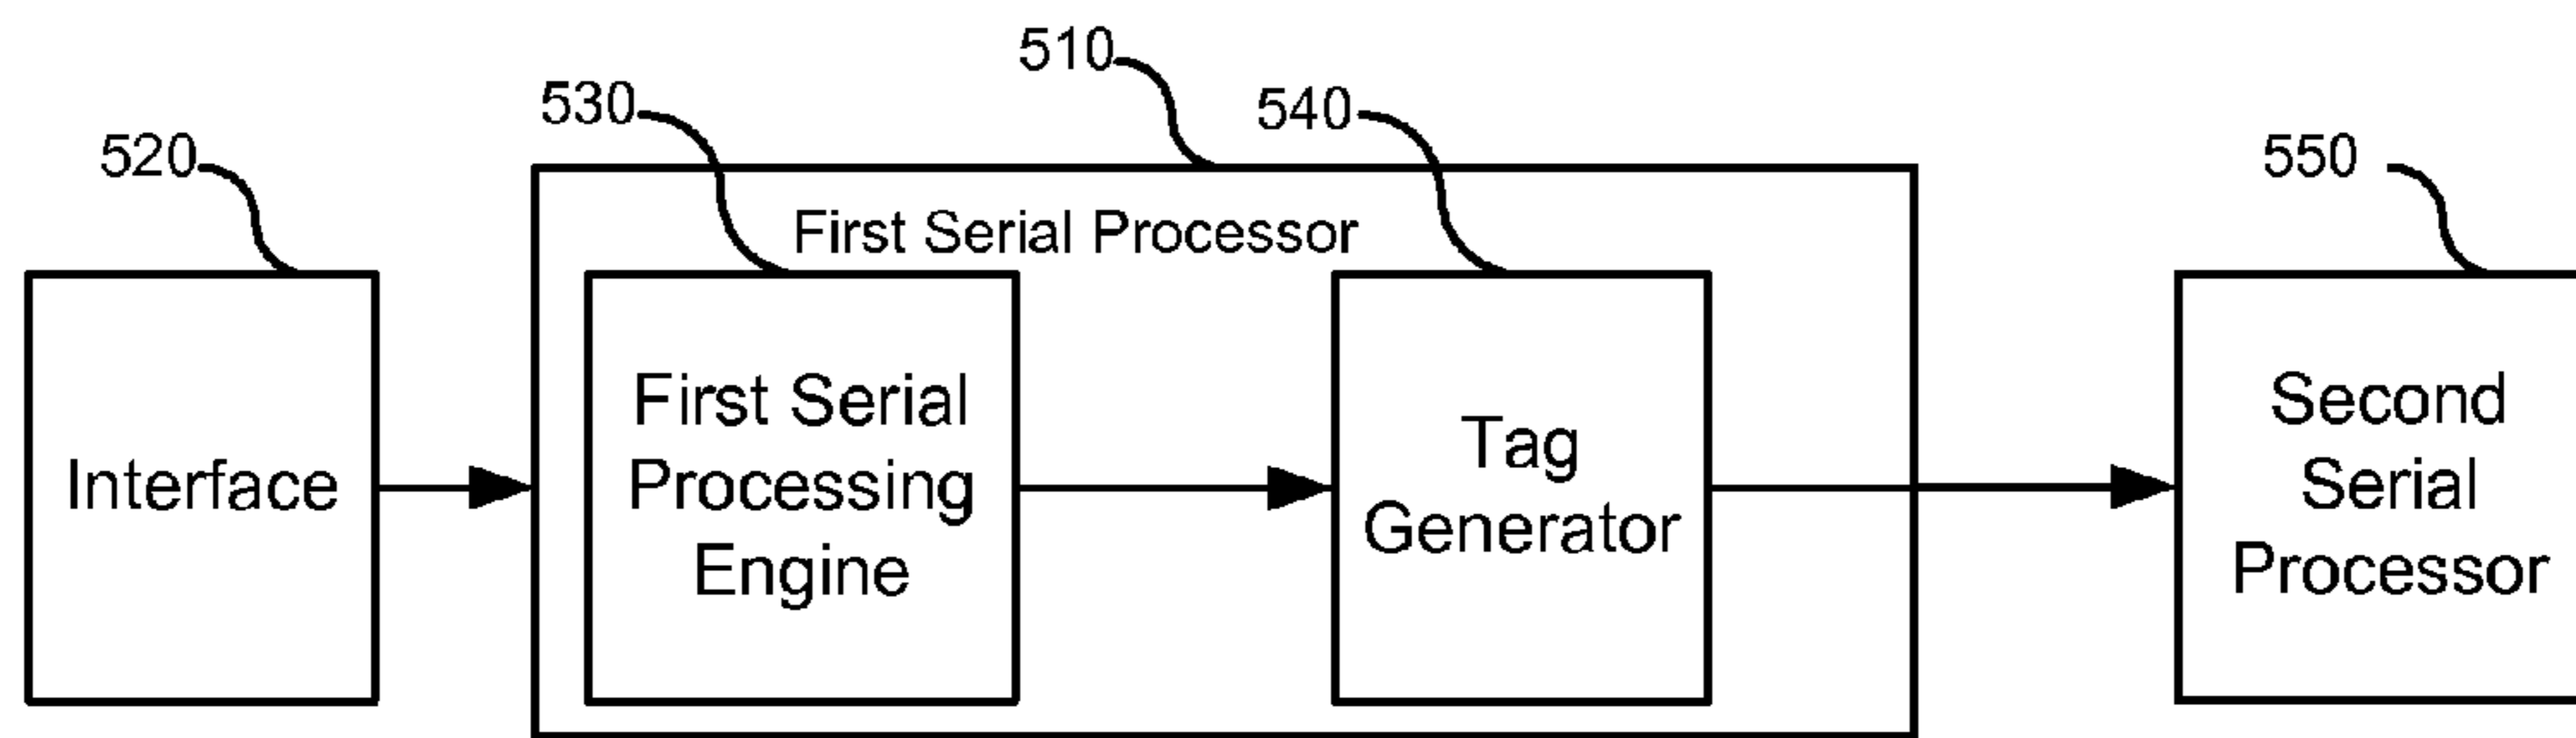 510
530
540
520
550
First Serial Processor
Interface
First Serial
Processing
Engine
Tag
Generator
Second
Serial
Processor